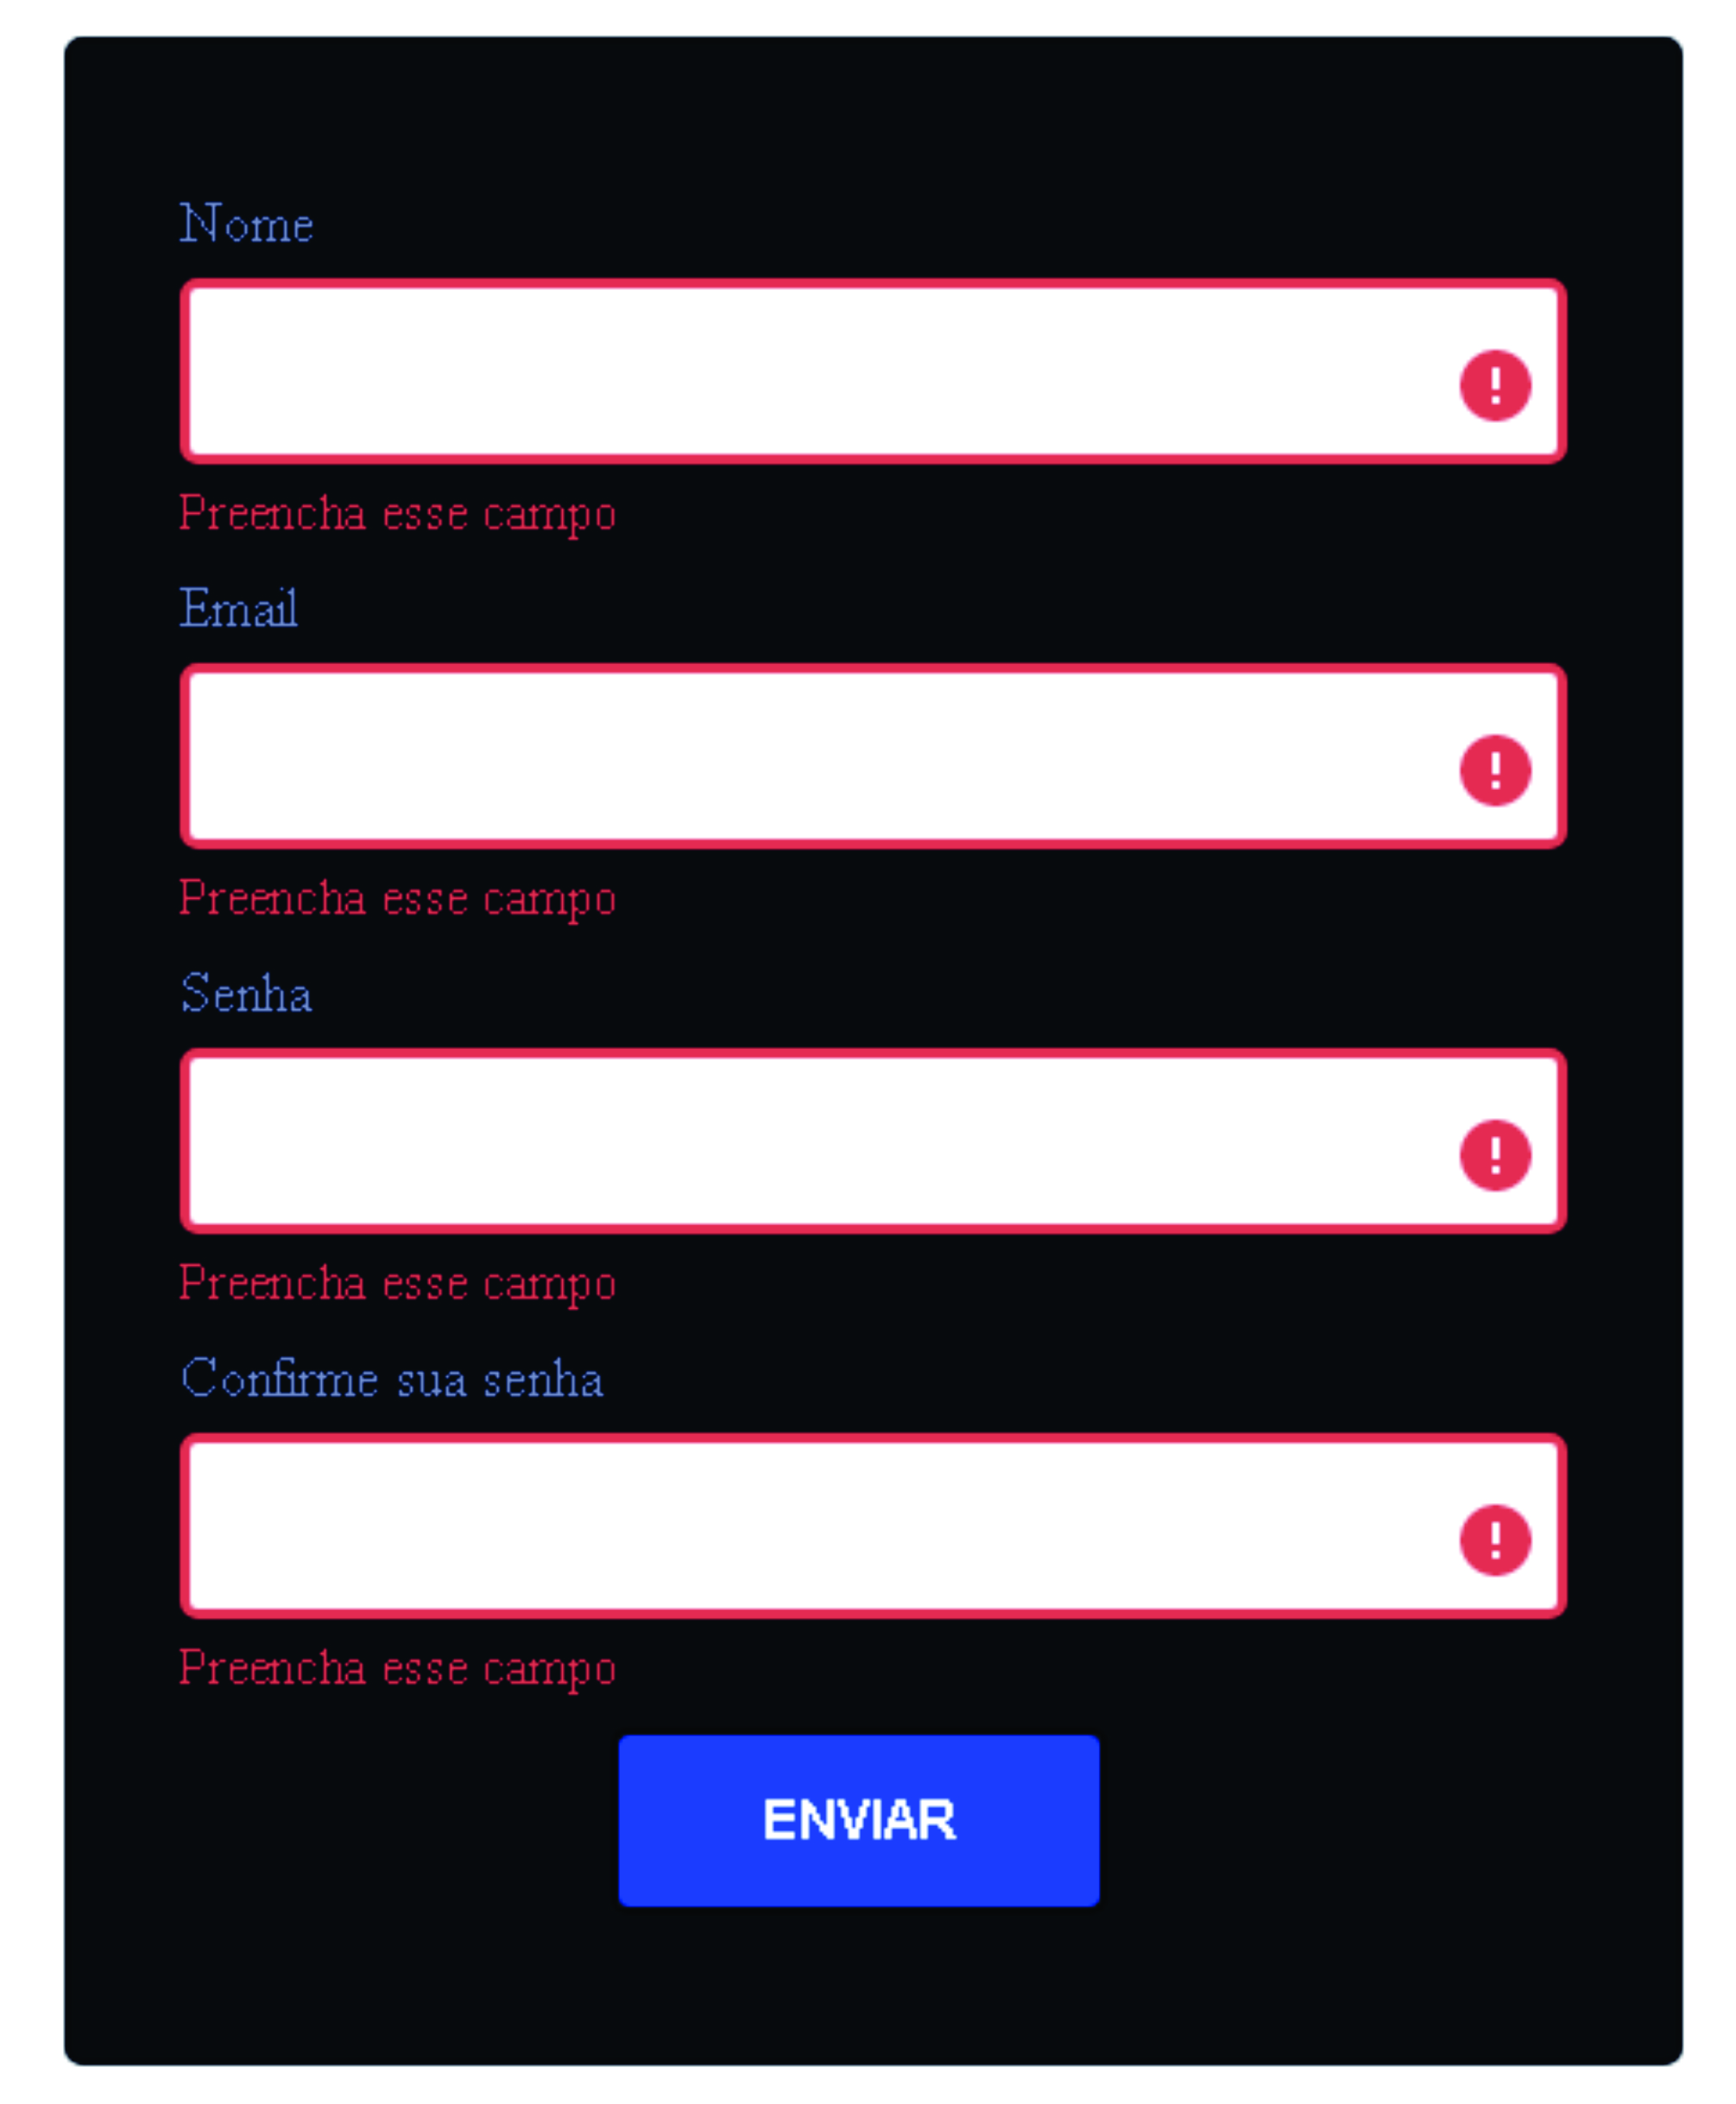 Nome
Preencha esse campo
Email
Preencha esse campo
Senha
Preencha esse campo
Confirme sua senha
Preencha esse campo
ENVIAR